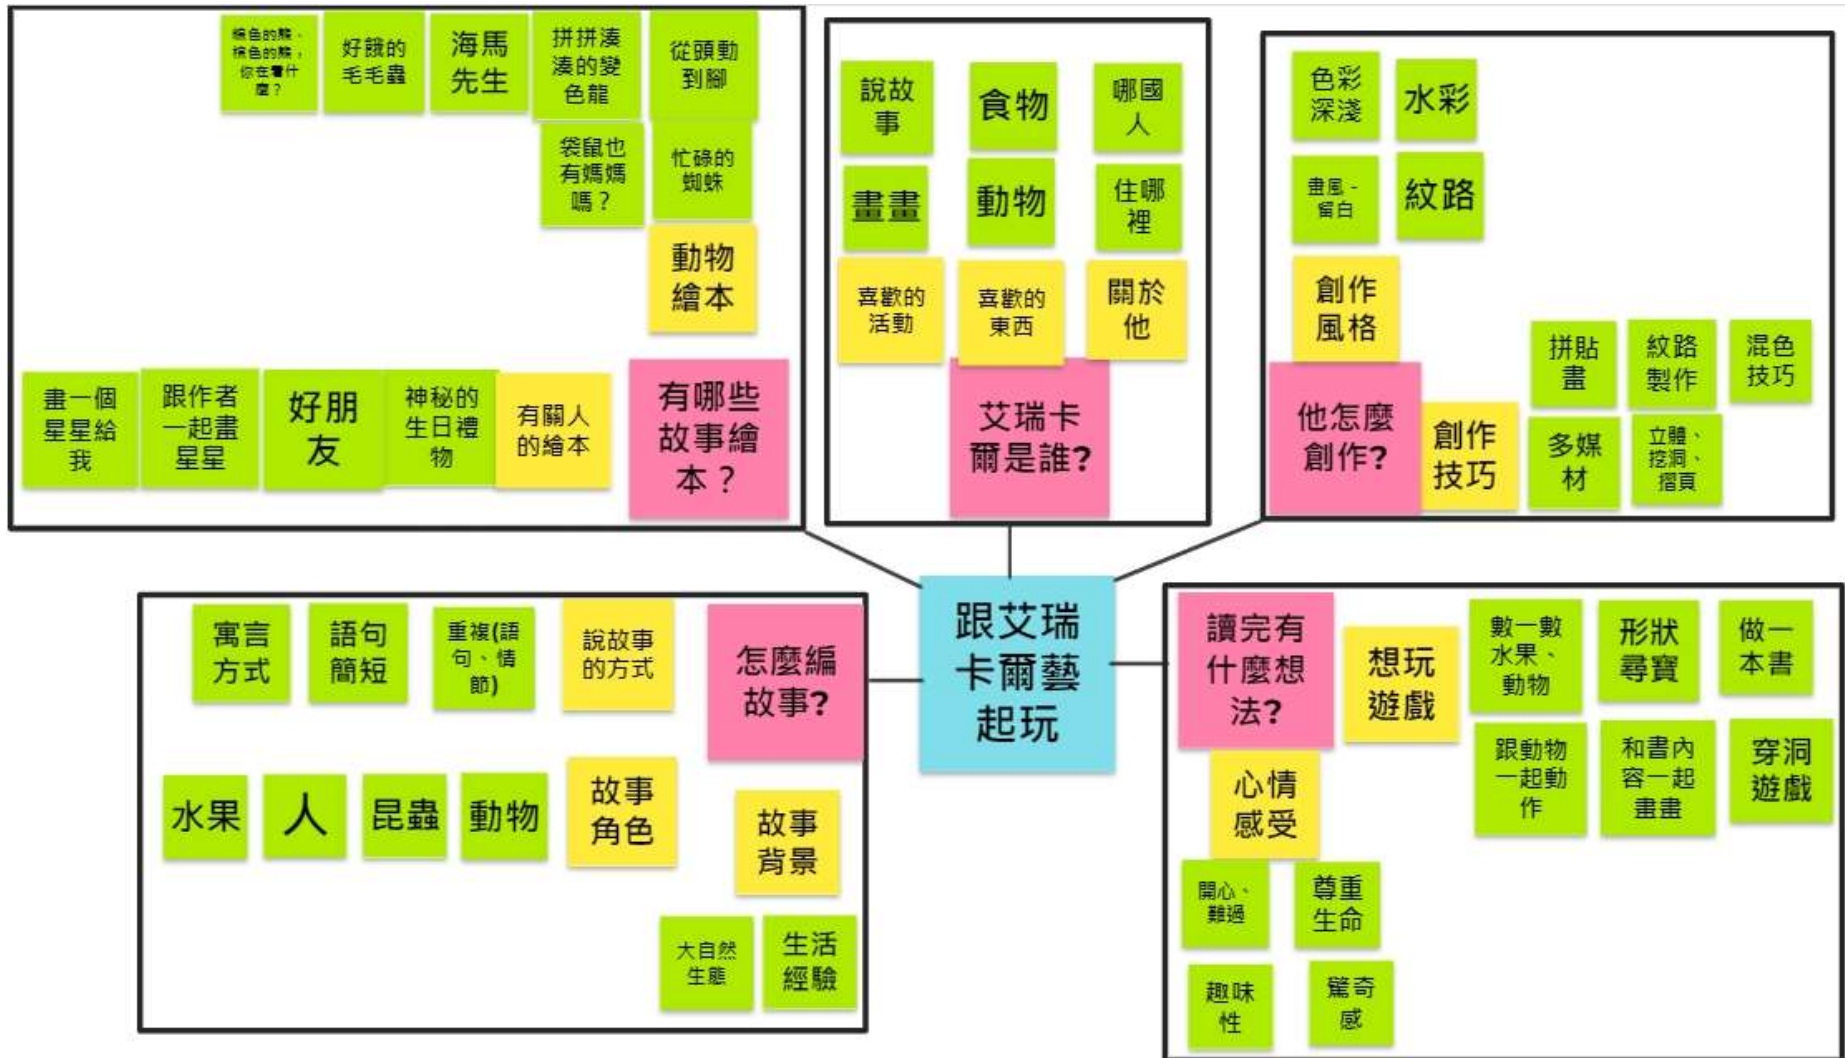 棕色的熊、
棕色的熊，
你在看什
麼？
好餓的
毛毛蟲
海馬
先生
拼拼湊
湊的變
色龍
從頭動
到腳
袋鼠也
有媽媽
嗎？
忙碌的
蜘蛛
動物
繪本
畫一個
星星給
我
跟作者
一起畫
星星
好朋
友
神秘的
生日禮
物
有關人
的繪本
有哪些
故事繪
本？
說故
事
食物
哪國
人
畫畫
動物
住哪
裡
喜歡的
活動
喜歡的
東西
關於
他
艾瑞卡
爾是誰?
色彩
深淺
水彩
畫風-
留白
紋路
創作
風格
拼貼
畫
紋路
製作
混色
技巧
他怎麼
創作?
創作
技巧
多媒
材
立體、
挖洞、
摺頁
跟艾瑞
卡爾藝
起玩
寓言
方式
語句
簡短
重複(語
句、情
節)
說故事
的方式
怎麼編
故事?
水果
人
昆蟲
動物
故事
角色
故事
背景
大自然
生態
生活
經驗
讀完有
什麼想
法?
想玩
遊戲
數一數
水果、
動物
形狀
尋寶
做一
本書
跟動物
一起動
作
和書內
容一起
畫畫
穿洞
遊戲
心情
感受
開心、
難過
尊重
生命
趣味
性
驚奇
感